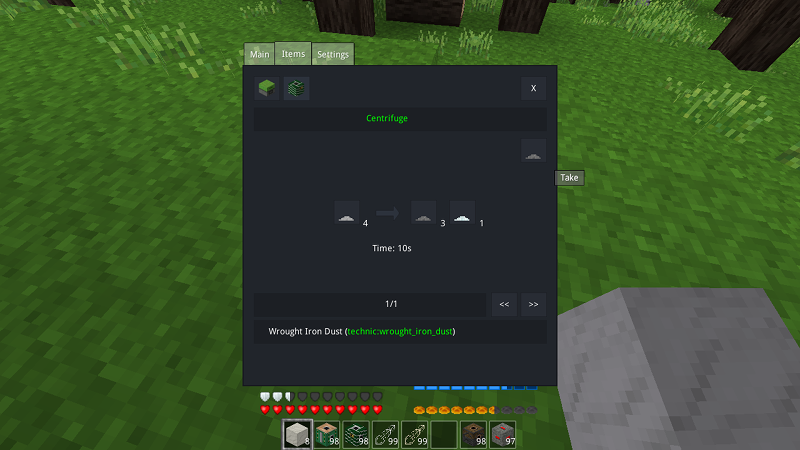 Main Items Settings
X
Centrifuge
Take
4 3 1
Time: 10s
1/1 << >>
Wrought Iron Dust (technic:wrought_iron_dust)
8 98 98 99 99 98 97